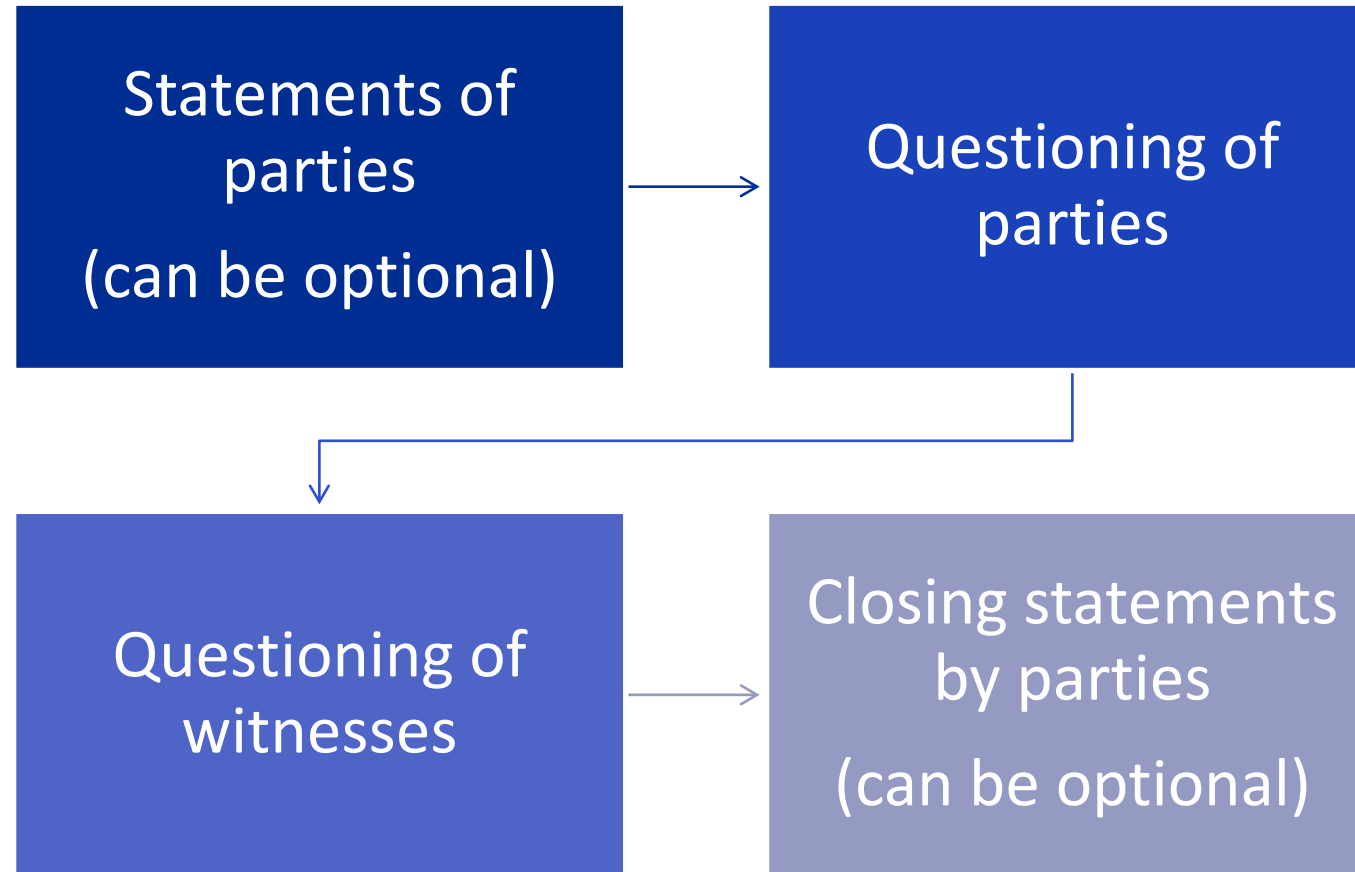 Statements of
parties
(can be optional)
Questioning of
parties
Questioning of
witnesses
Closing statements
by parties
(can be optional)